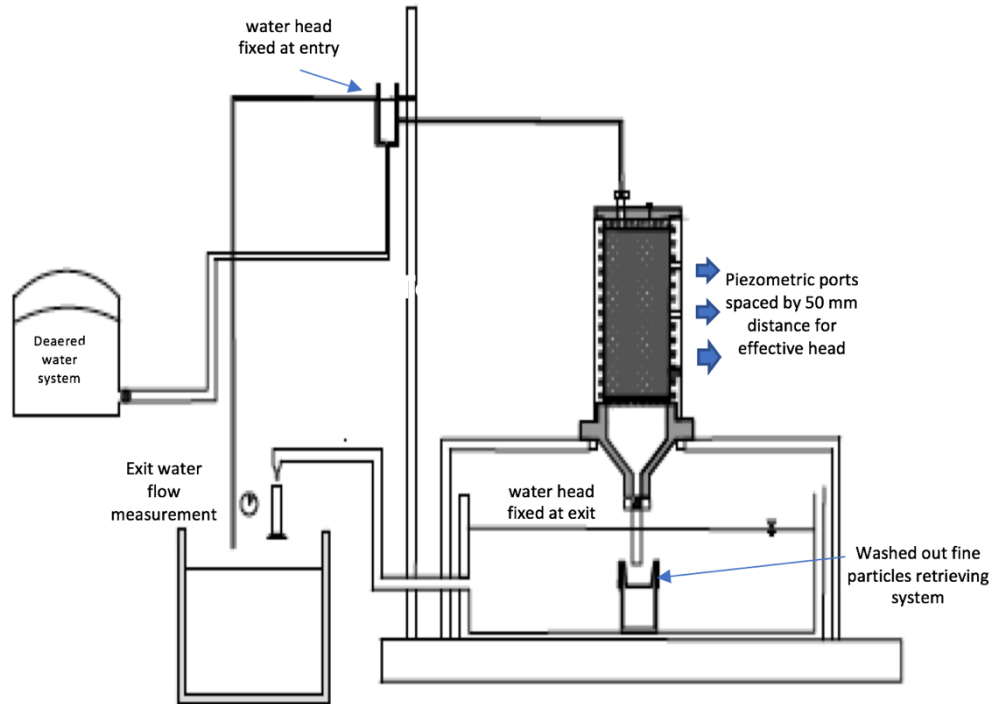 water head
fixed at entry
Piezometric ports
spaced by 50 mm
distance for
effective head
Deaered
water
system
Exit water
flow
measurement
water head
fixed at exit
Washed out fine
particles retrieving
system